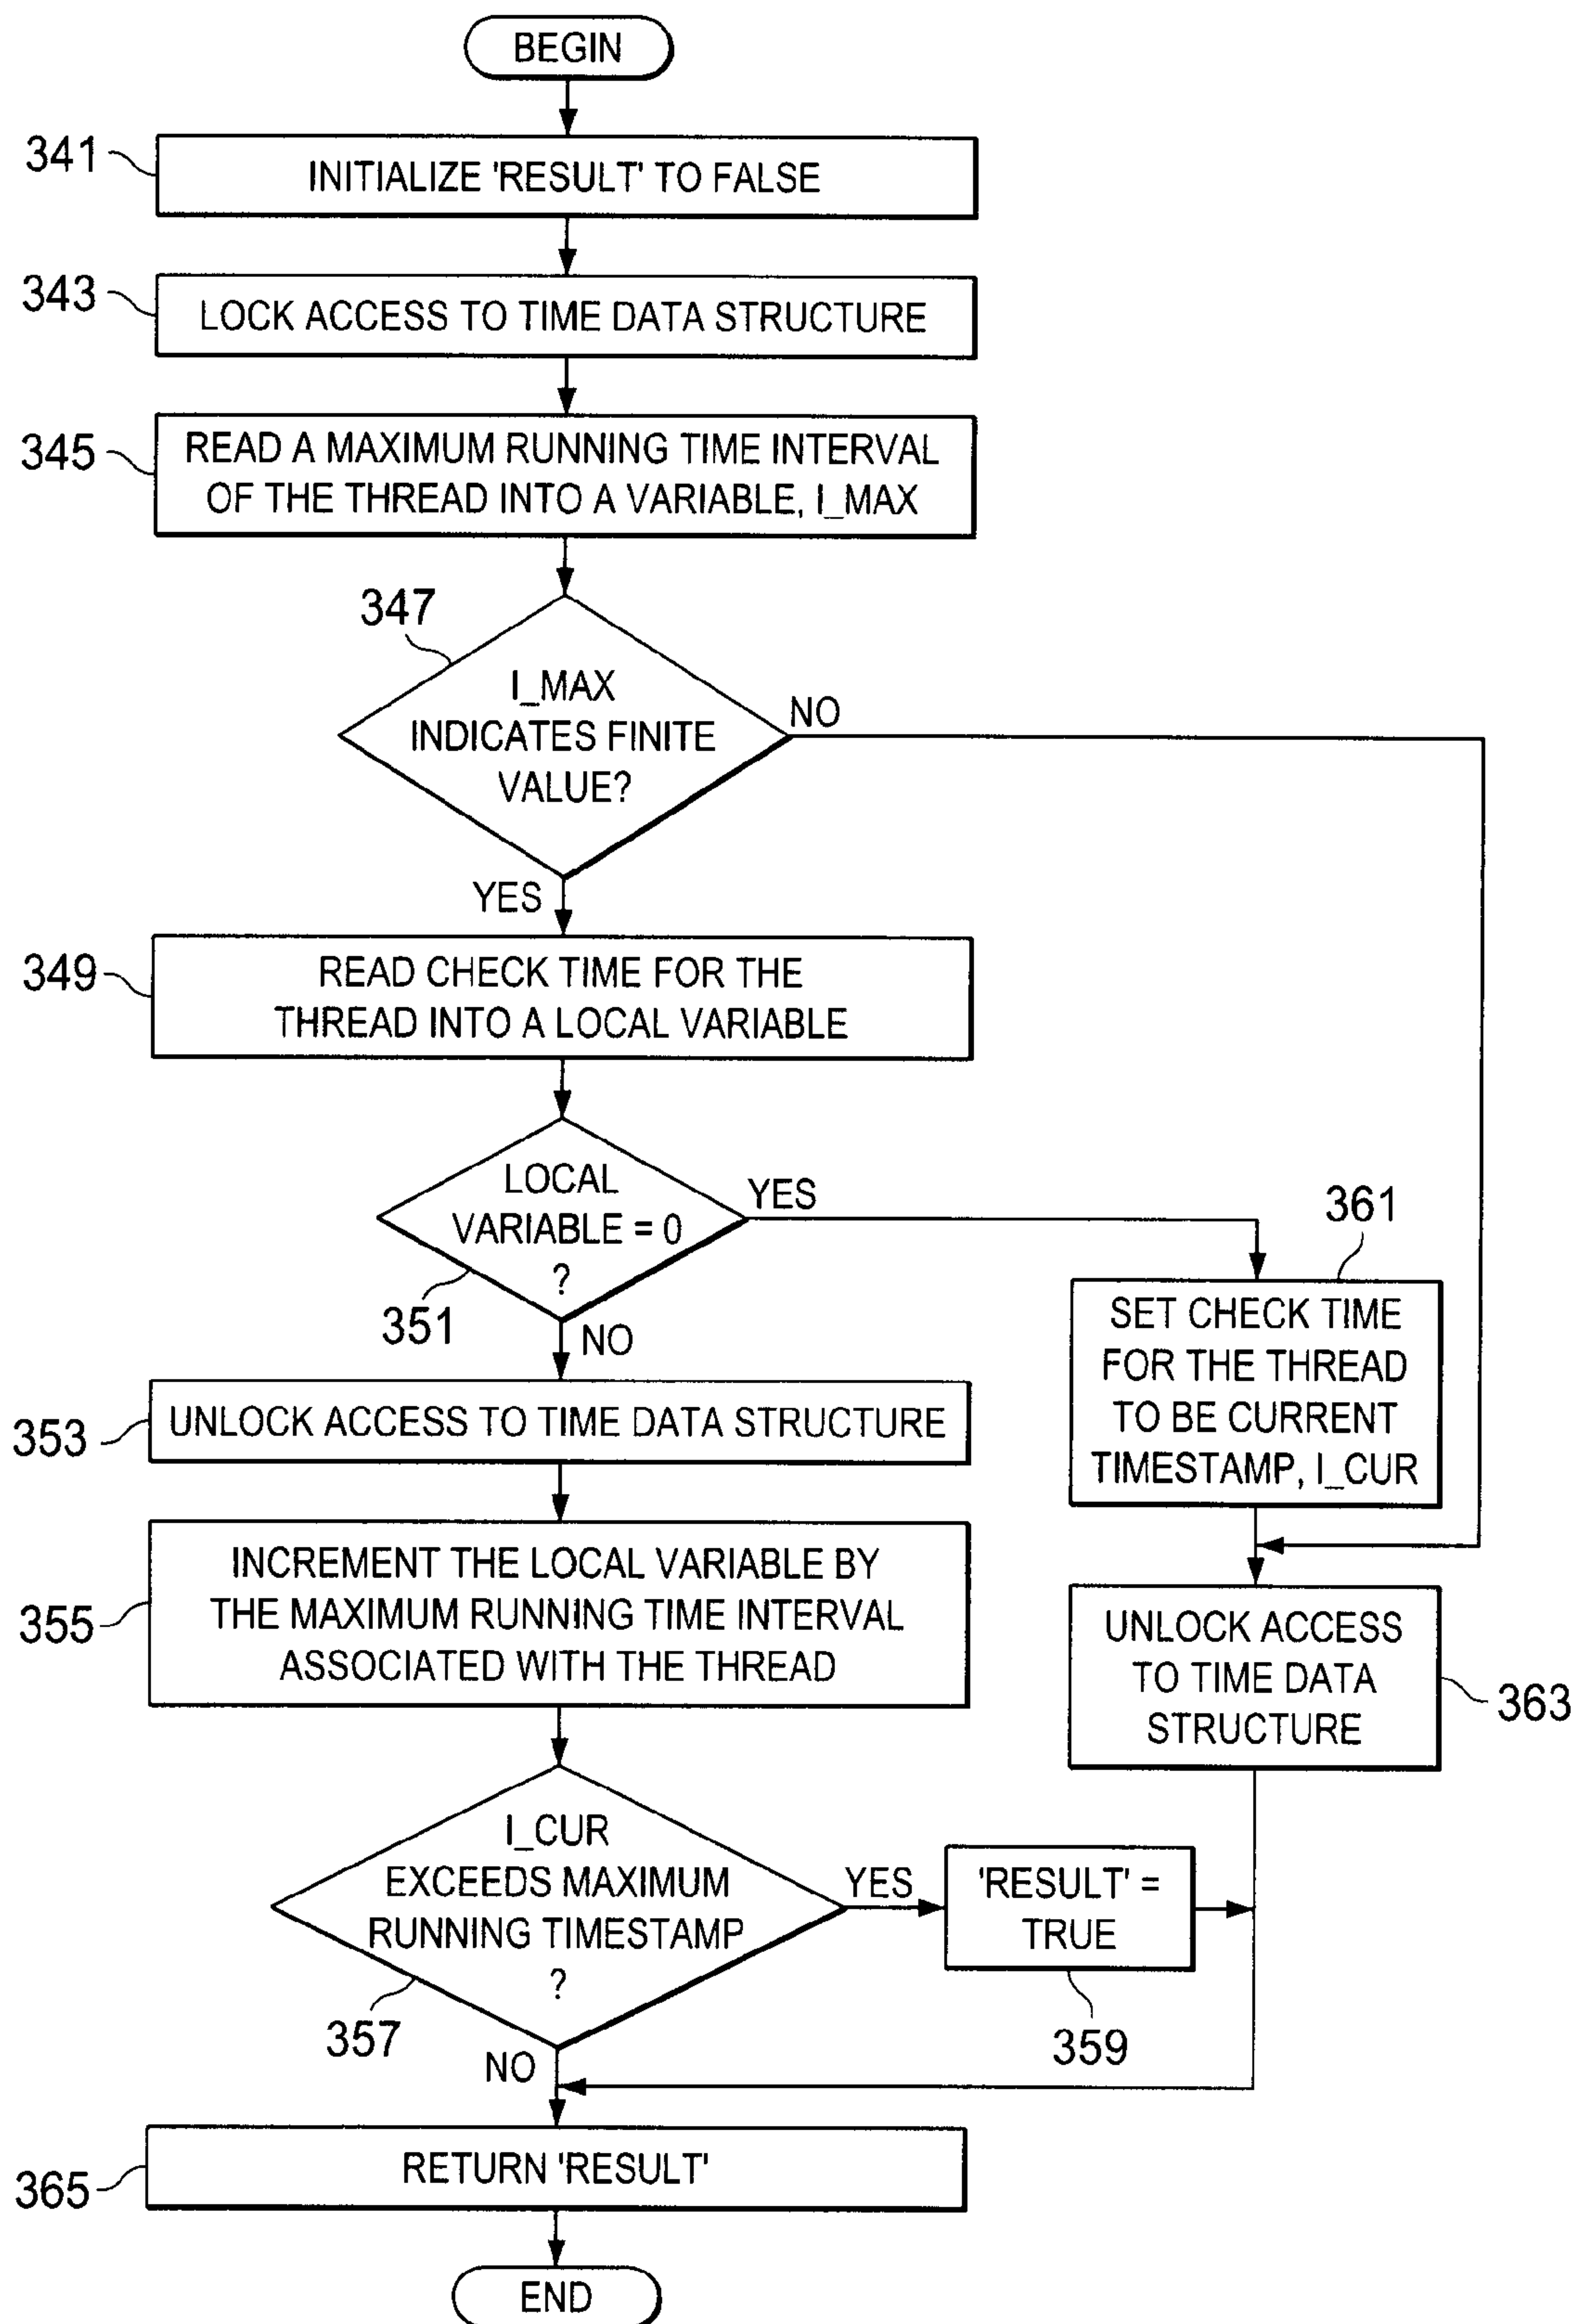 BEGIN
341
INITIALIZE 'RESULT' TO FALSE
343
LOCK ACCESS TO TIME DATA STRUCTURE
345
READ A MAXIMUM RUNNING TIME INTERVAL
OF THE THREAD INTO A VARIABLE, I_MAX
347
I_MAX
INDICATES FINITE
VALUE?
NO
YES
349
READ CHECK TIME FOR THE
THREAD INTO A LOCAL VARIABLE
LOCAL
VARIABLE = 0
?
YES
351
NO
361
SET CHECK TIME
FOR THE THREAD
TO BE CURRENT
TIMESTAMP, I_CUR
353
UNLOCK ACCESS TO TIME DATA STRUCTURE
355
INCREMENT THE LOCAL VARIABLE BY
THE MAXIMUM RUNNING TIME INTERVAL
ASSOCIATED WITH THE THREAD
UNLOCK ACCESS
TO TIME DATA
STRUCTURE
363
I_CUR
EXCEEDS MAXIMUM
RUNNING TIMESTAMP
?
YES
'RESULT' =
TRUE
357
359
NO
365
RETURN 'RESULT'
END